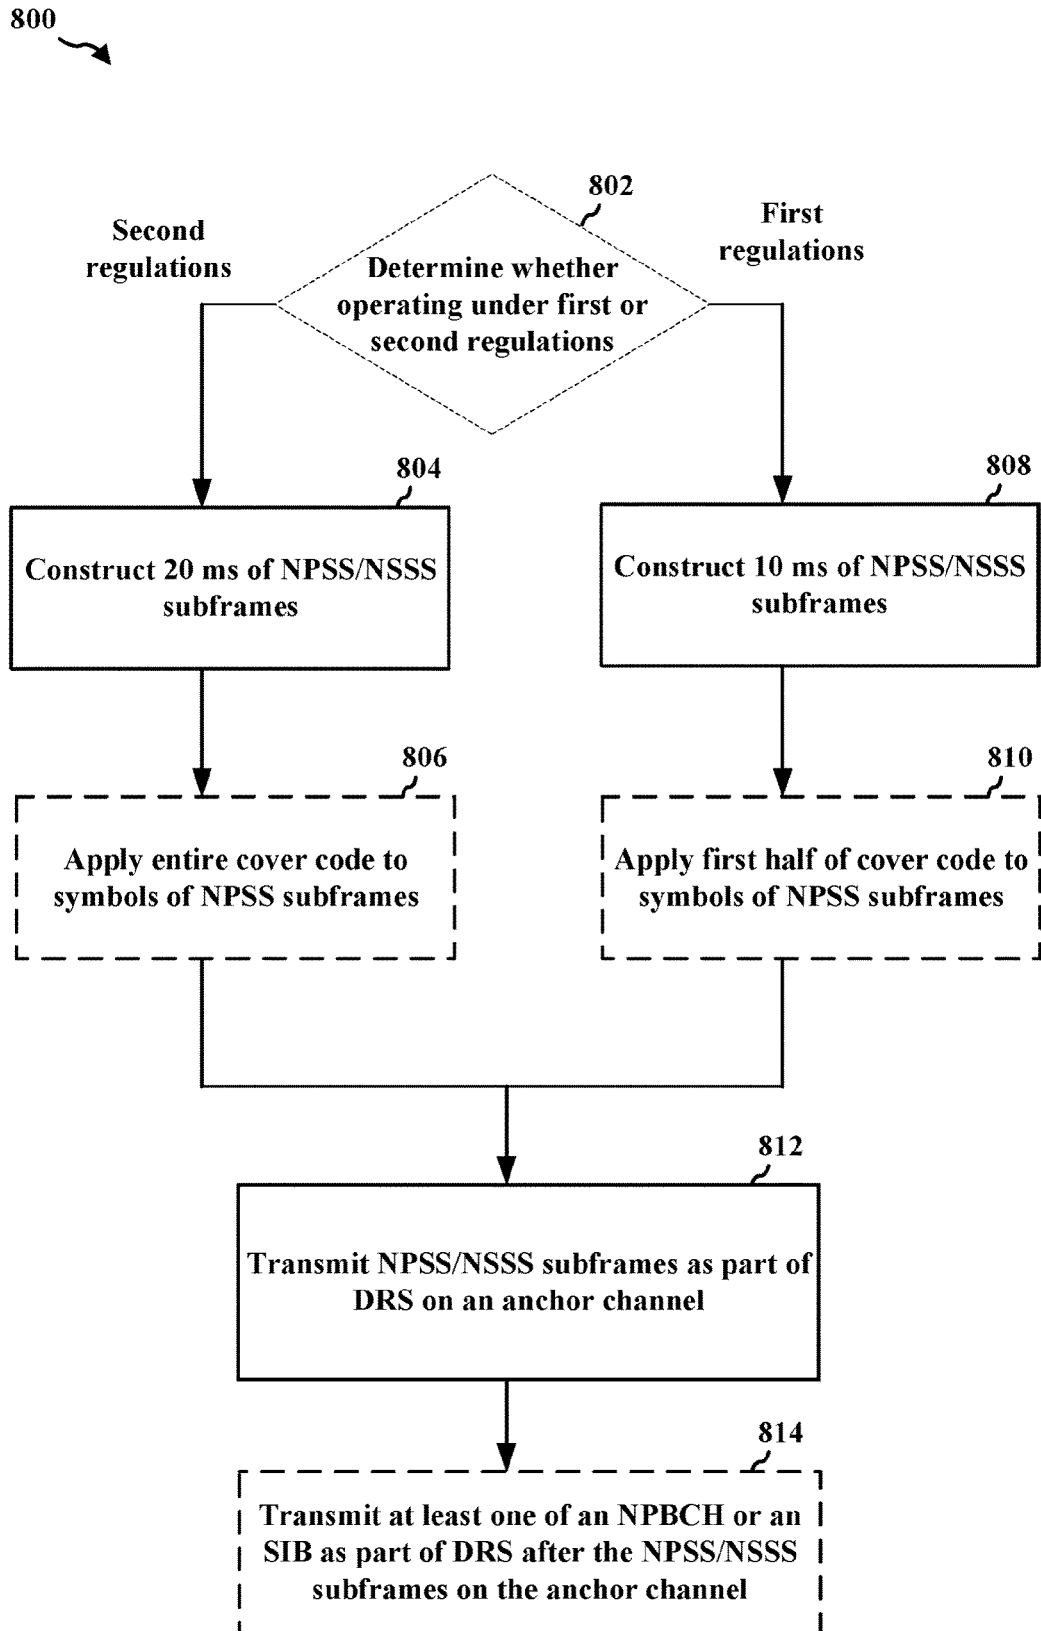 800
802
Second
regulations
First
regulations
Determine whether
operating under first or
second regulations
804
808
Construct 20 ms of NPSS/NSSS
subframes
Construct 10 ms of NPSS/NSSS
subframes
806
810
Apply entire cover code to
symbols of NPSS subframes
Apply first half of cover code to
symbols of NPSS subframes
812
Transmit NPSS/NSSS subframes as part of
DRS on an anchor channel
814
Transmit at least one of an NPBCH or an
SIB as part of DRS after the NPSS/NSSS
subframes on the anchor channel